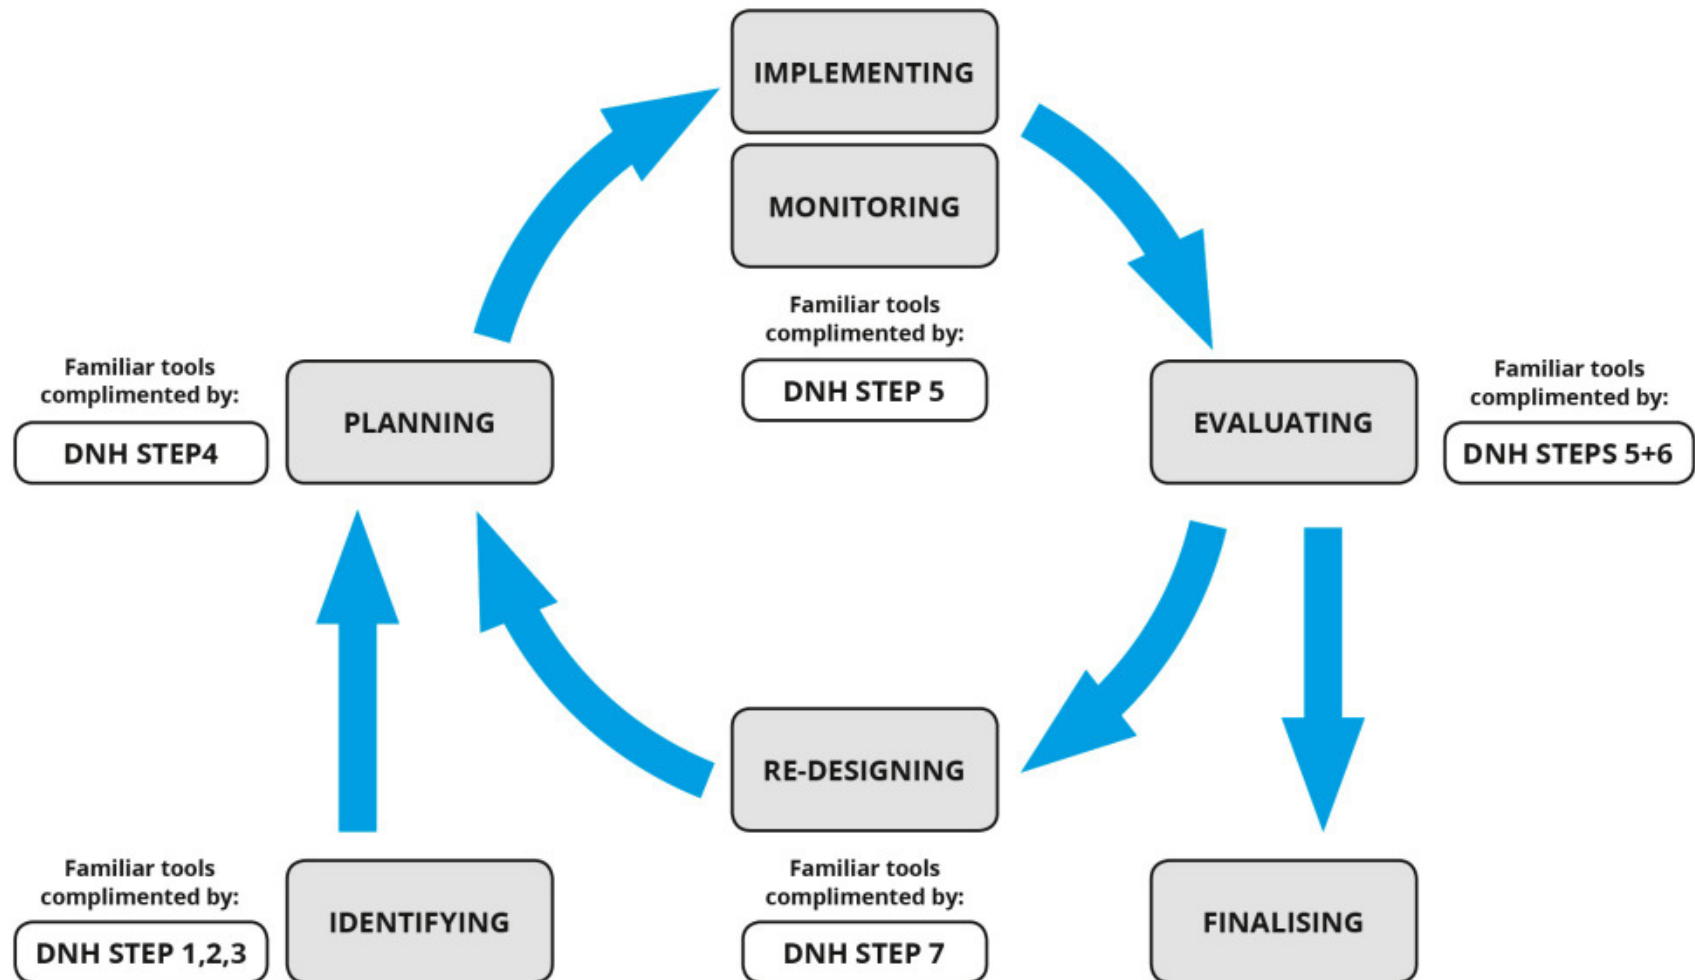 IMPLEMENTING
MONITORING
Familiar tools
complimented by:
DNH STEP 5
Familiar tools
complimented by:
DNH STEP4
PLANNING
EVALUATING
Familiar tools
complimented by:
DNH STEPS 5+6
RE-DESIGNING
Familiar tools
complimented by:
DNH STEP 7
Familiar tools
complimented by:
DNH STEP 1,2,3
IDENTIFYING
FINALISING